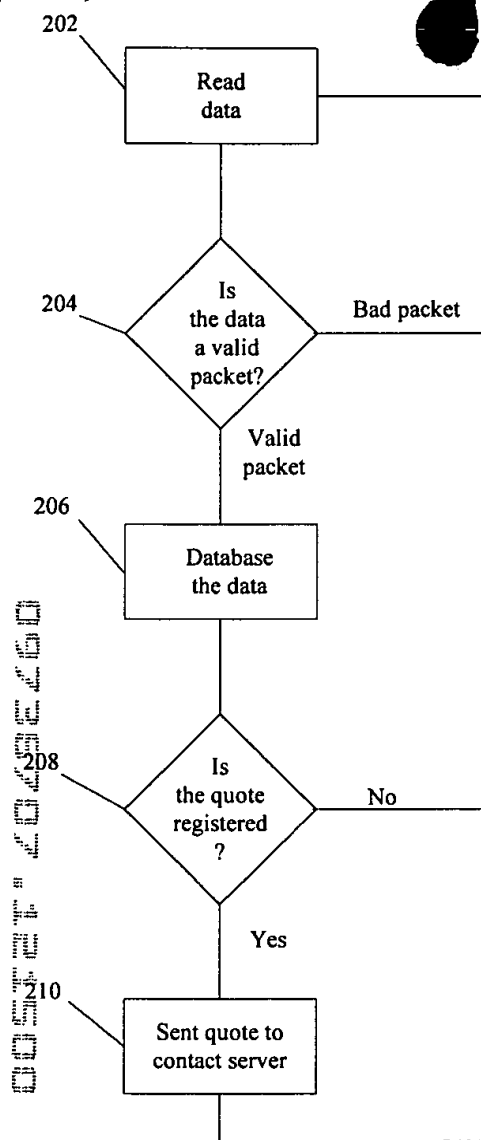 202
Read
data
204
Is
the data
a valid
packet?
Bad packet
Valid
packet
206
Database
the data
208
Is
the quote
registered
?
No
Yes
210
Sent quote to
contact server